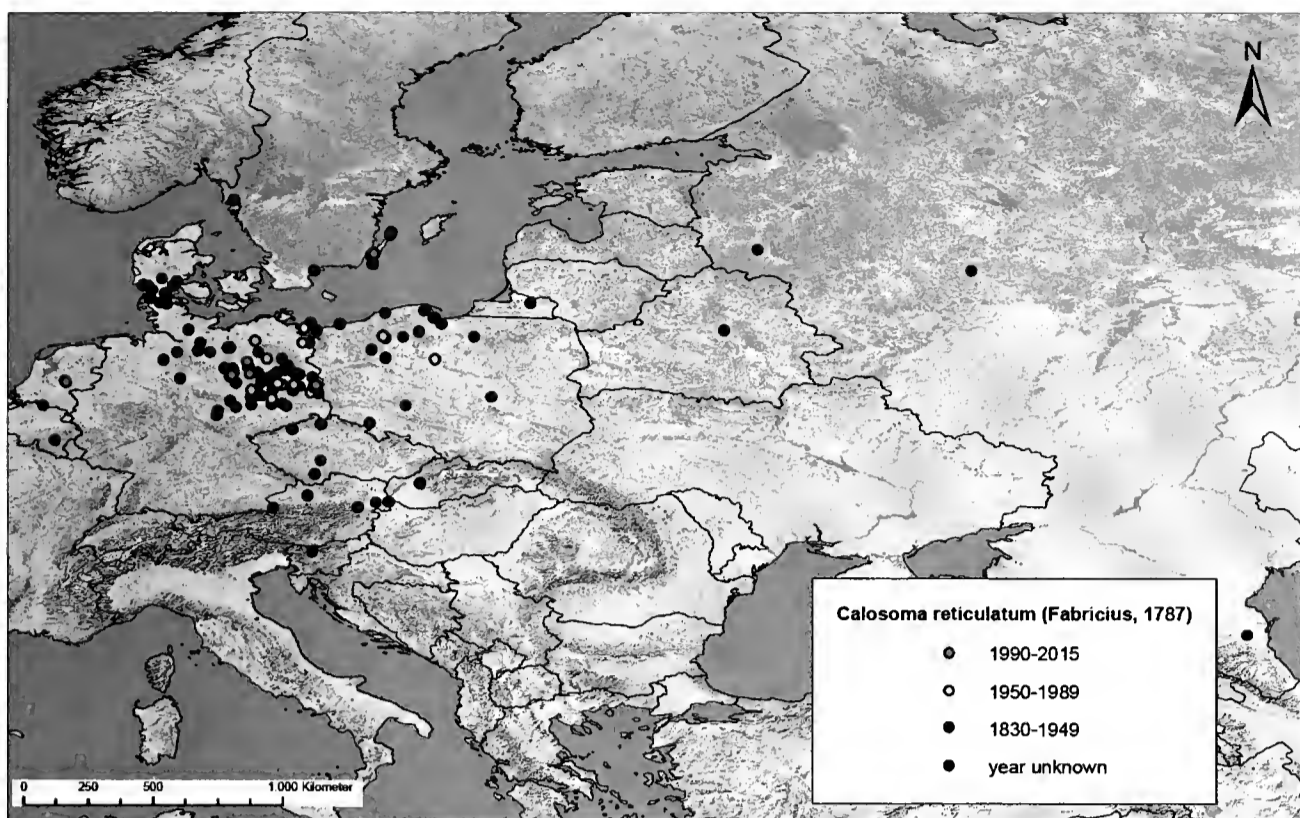 N
Calosoma reticulatum (Fabricius, 1787)
1990-2015
1950-1989
1830-1949
year unknown
0 250 500 1.000 Kilometer